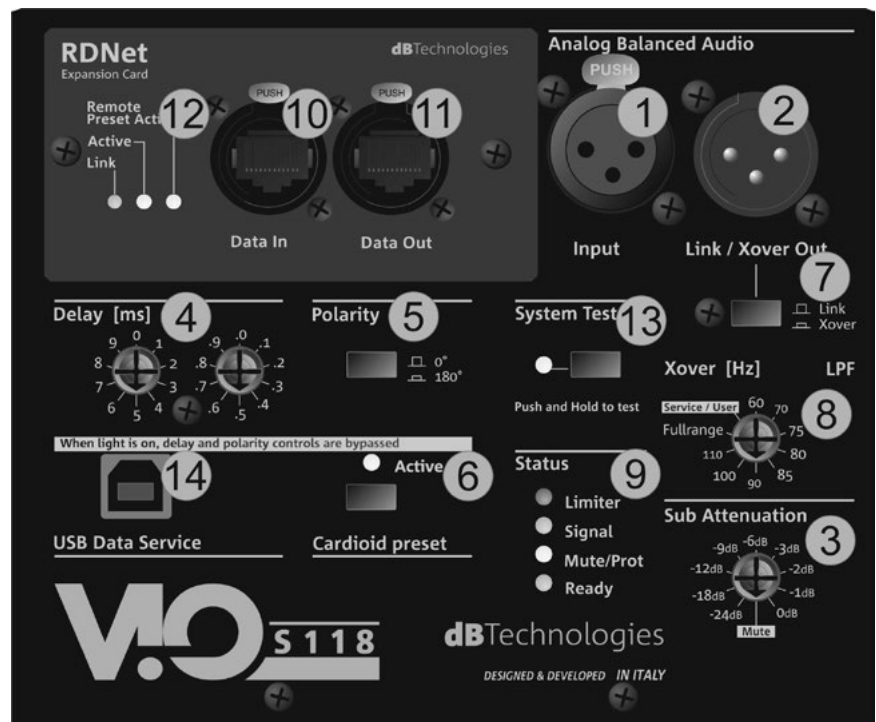 RDNet
Expansion Card
dBTechnologies
Analog Balanced Audio
PUSH
PUSH
PUSH
Remote
Preset Acti
12
10
11
1
2
Active
Link
Data In
Data Out
Input
Link / Xover Out
7
Link
Xover
Delay [ms]
4
Polarity
5
System Test
13
9 0 1
8 2
7 3
6 5 4
.9 0 .1
.8 .2
.7 .3
.6 .5 .4
0°
180°
Push and Hold to test
Xover [Hz]
LPF
8
Service / User
60
70
Fullrange
75
110
80
100
90
85
When light is on, delay and polarity controls are bypassed
14
Active
6
Status
9
Limiter
Signal
Mute/Prot
Ready
USB Data Service
Cardioid preset
Sub Attenuation
3
-9dB -6dB -3dB
-12dB -2dB
-18dB -1dB
-24dB 0dB
Mute
VIO
S 118
dBTechnologies
DESIGNED & DEVELOPED IN ITALY